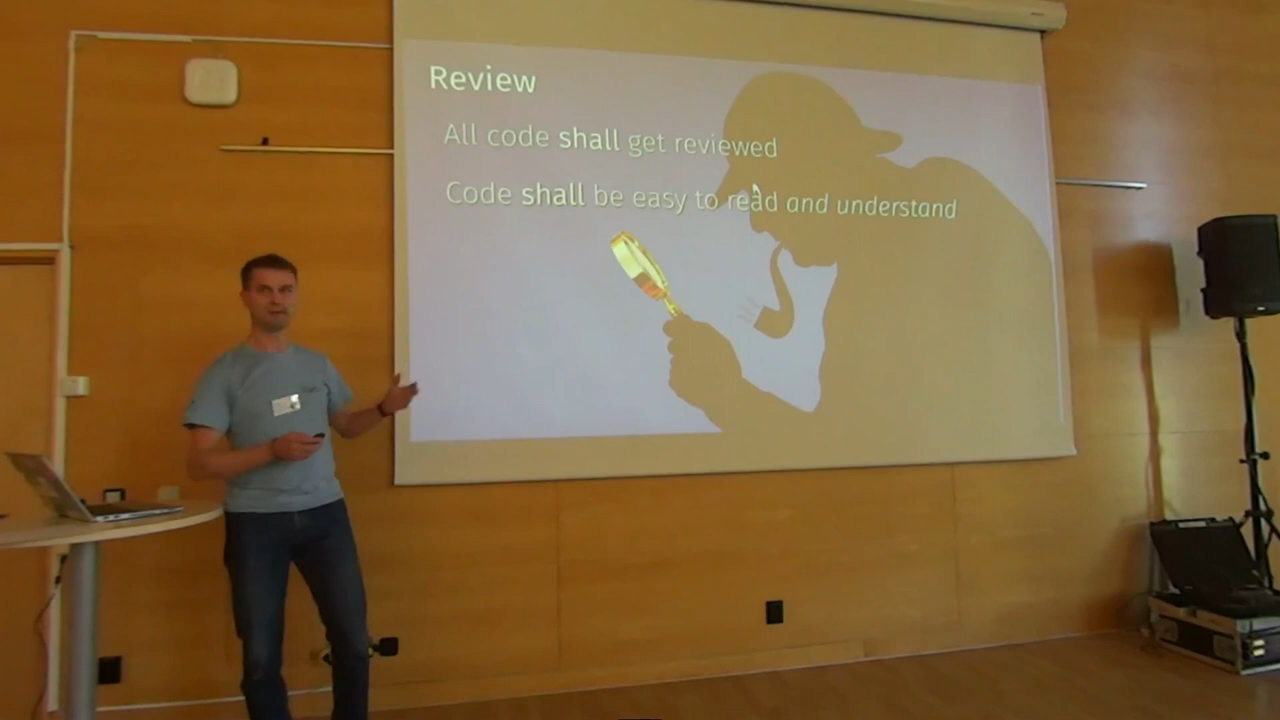 Review
All code shall get reviewed
Code shall be easy to read and understand